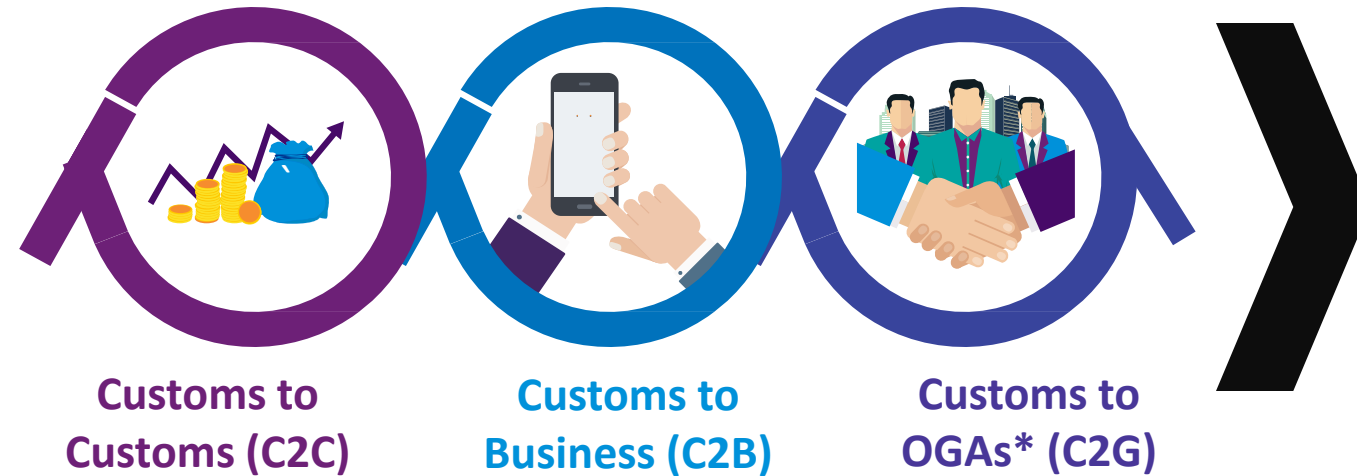 Customs to
Customs (C2C)
Customs to
Business (C2B)
Customs to
OGAs* (C2G)